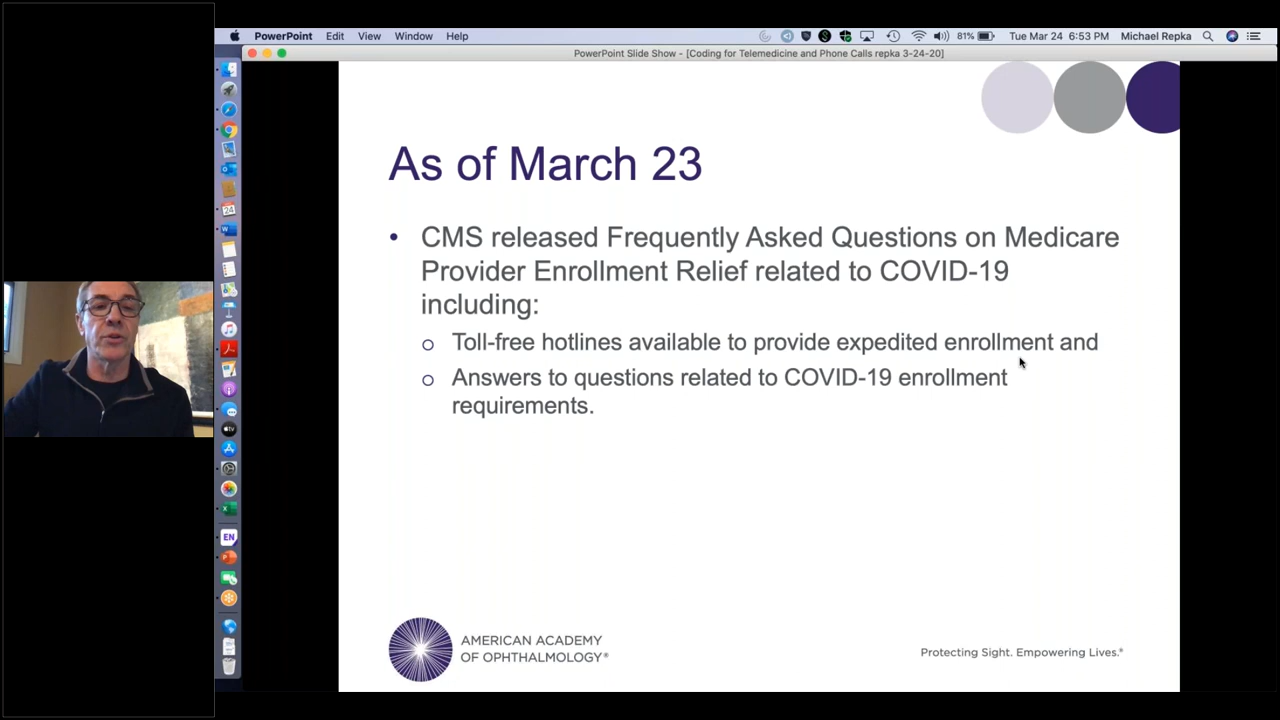 PowerPoint Edit View Window Help 81% Tue Mar 24 6:53 PM Michael Repka
PowerPoint Slide Show - [Coding for Telemedicine and Phone Calls repka 3-24-20]
As of March 23
• CMS released Frequently Asked Questions on Medicare
Provider Enrollment Relief related to COVID-19
including:
o Toll-free hotlines available to provide expedited enrollment and
o Answers to questions related to COVID-19 enrollment
requirements.
24
tv
EN
AMERICAN ACADEMY
OF OPHTHALMOLOGY®
Protecting Sight. Empowering Lives.®